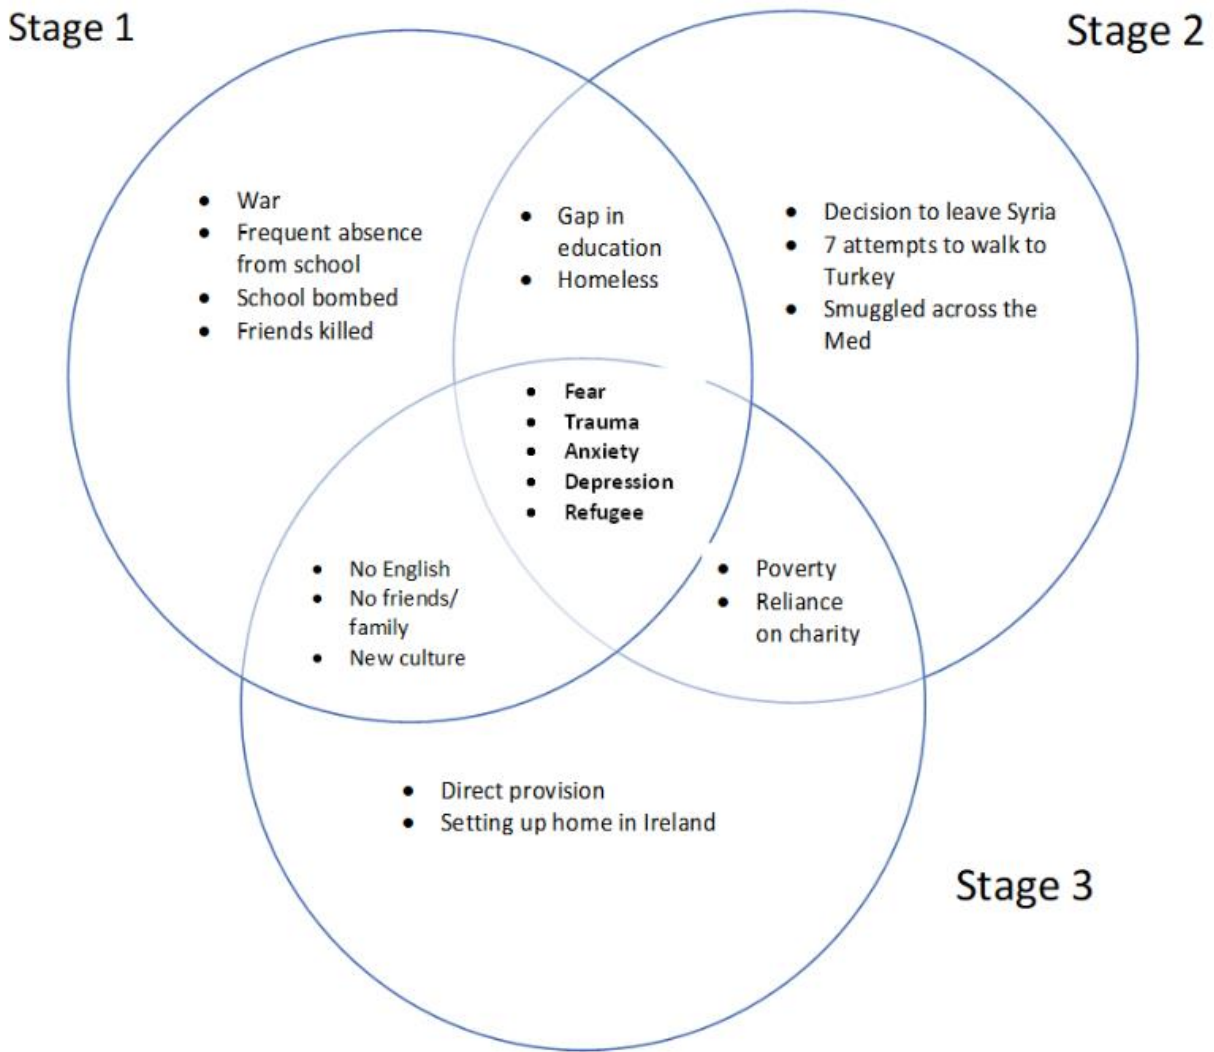 Stage 1
Stage 2
• War
• Frequent absence
from school
• School bombed
• Friends killed
• Gap in
education
• Homeless
• Decision to leave Syria
• 7 attempts to walk to
Turkey
• Smuggled across the
Med
• Fear
• Trauma
• Anxiety
• Depression
• Refugee
• No English
• No friends/
family
• New culture
• Poverty
• Reliance
on charity
• Direct provision
• Setting up home in Ireland
Stage 3